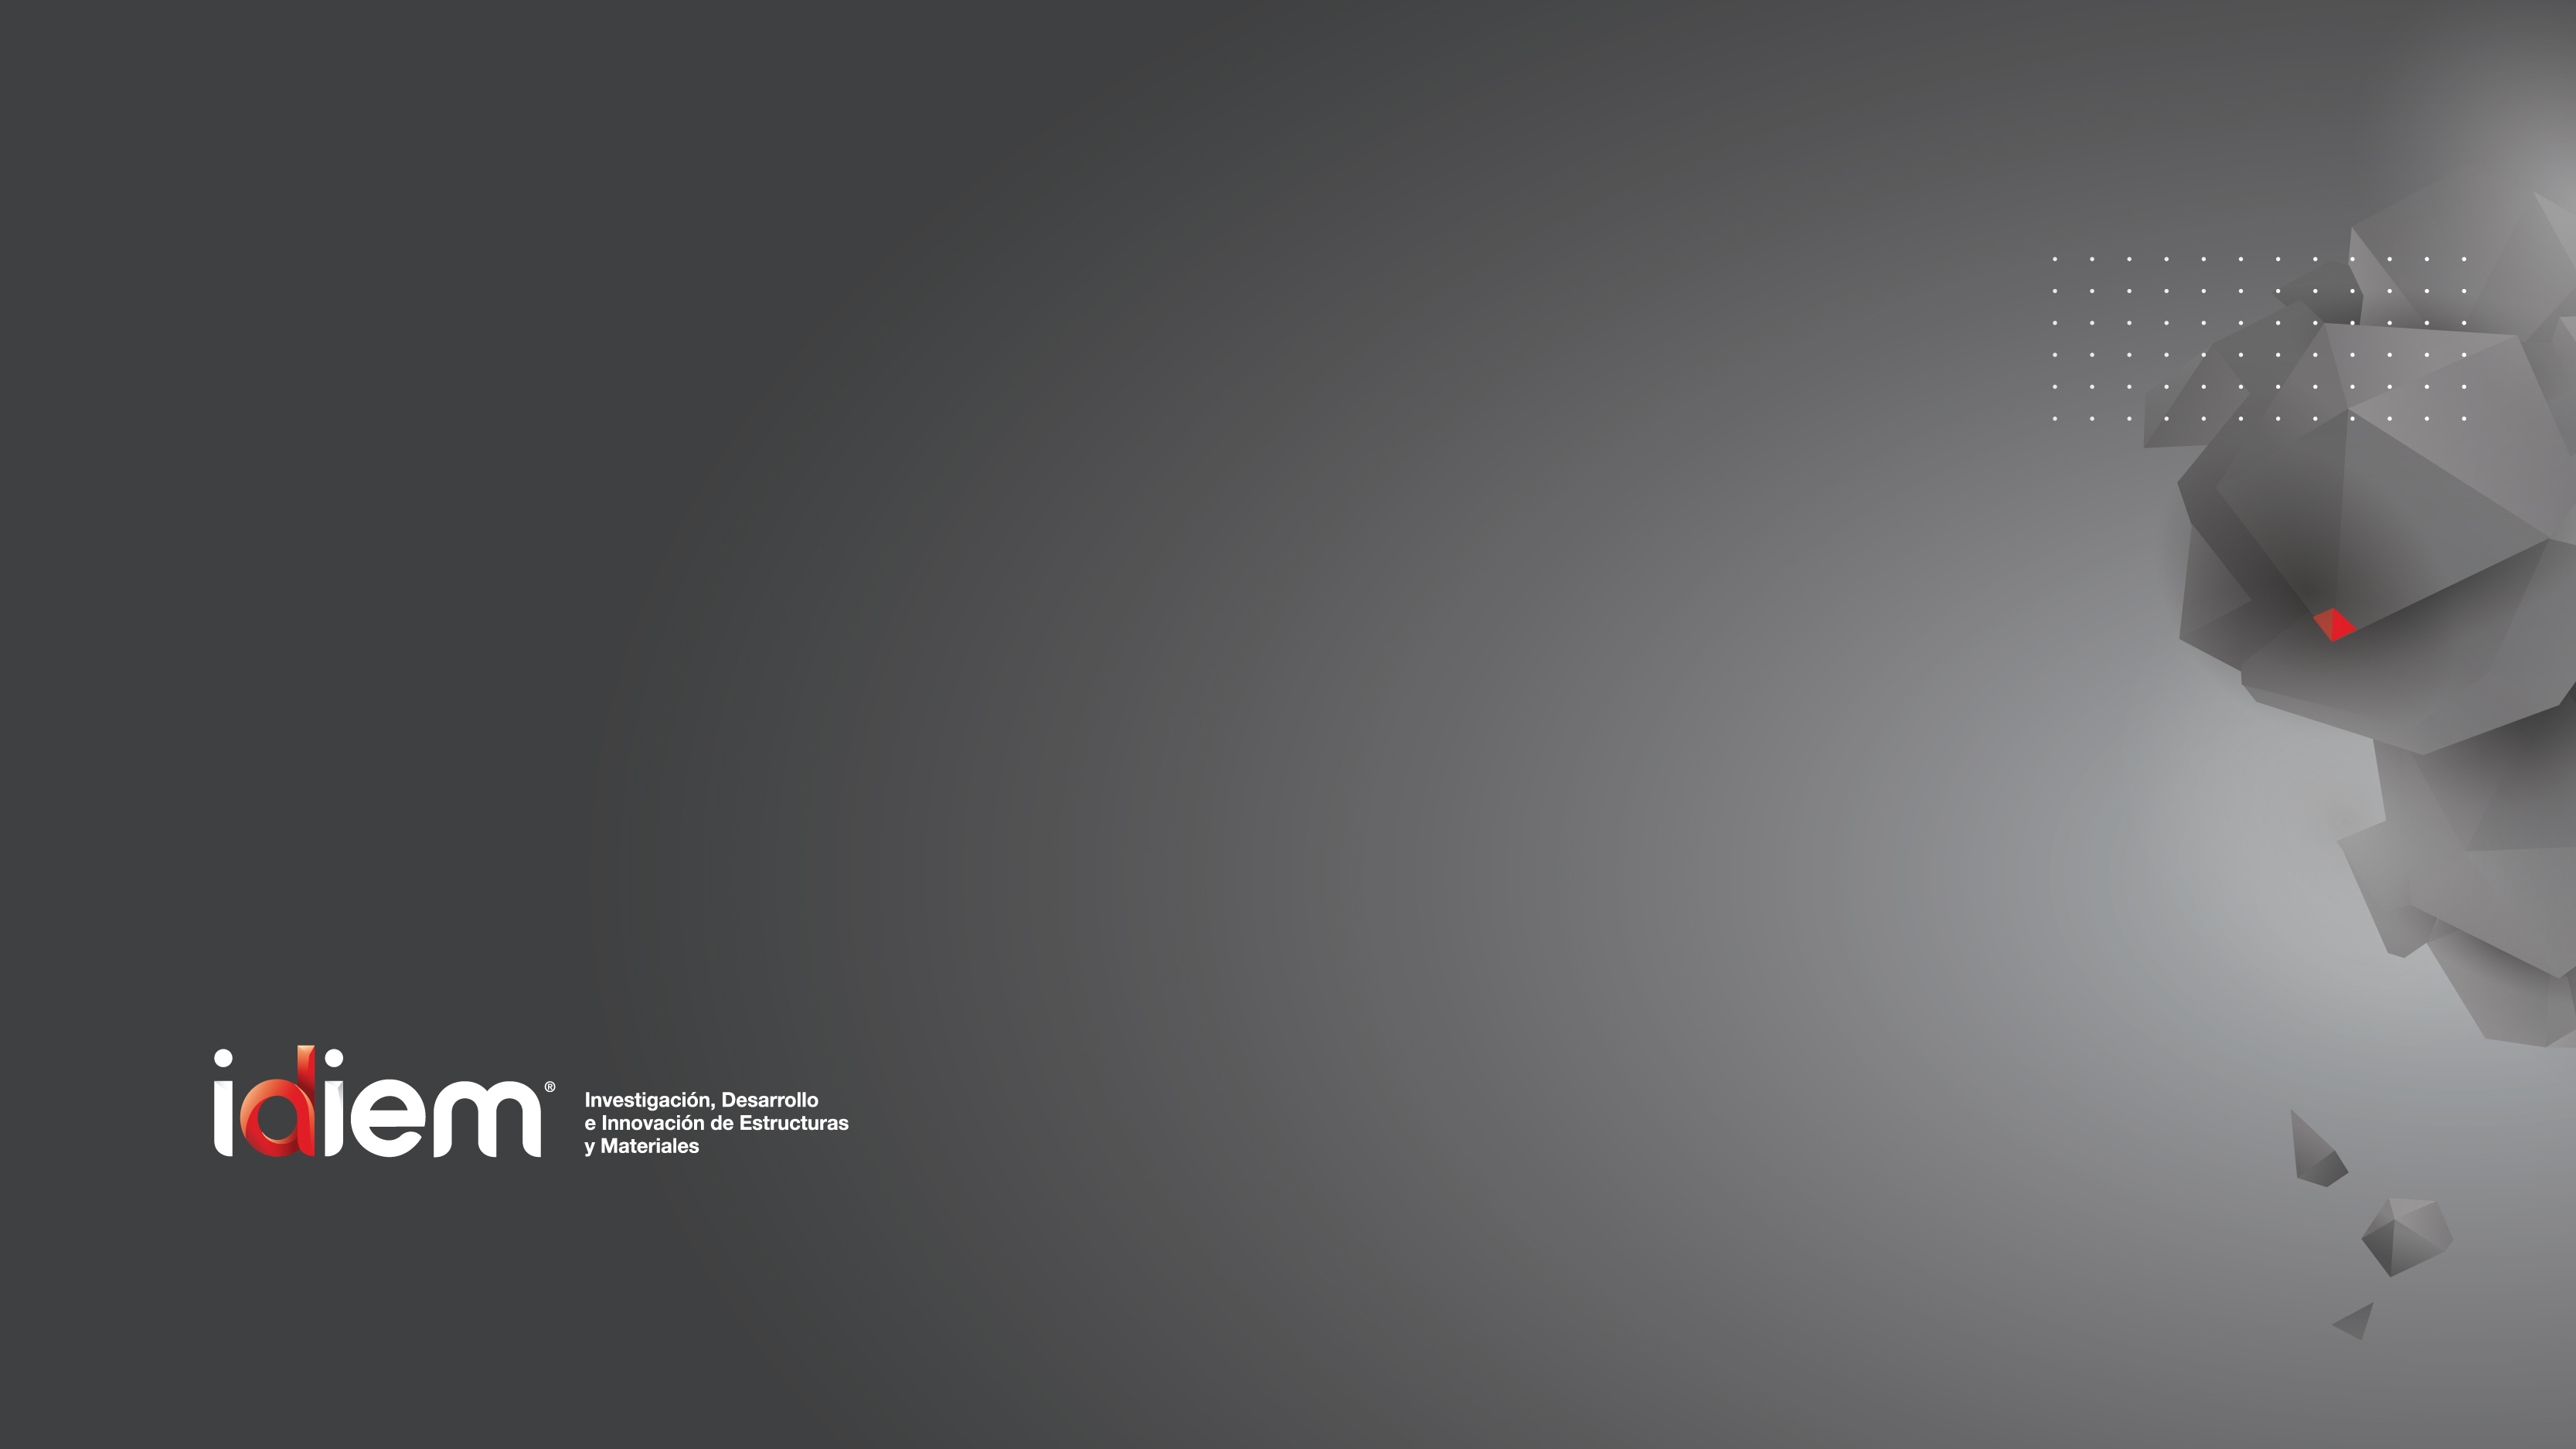 idiem®
Investigación, Desarrollo
e Innovación de Estructuras
y Materiales